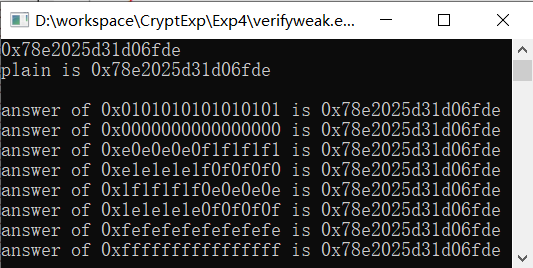 D:\workspace\CryptExp\Exp4\verifyweak.e...
0x78e2025d31d06fde
plain is 0x78e2025d31d06fde
answer of 0x0101010101010101 is 0x78e2025d31d06fde
answer of 0x0000000000000000 is 0x78e2025d31d06fde
answer of 0xe0e0e0e0f1f1f1f1 is 0x78e2025d31d06fde
answer of 0xe1e1e1e1f0f0f0f0 is 0x78e2025d31d06fde
answer of 0x1f1f1f1f0e0e0e0e is 0x78e2025d31d06fde
answer of 0x1e1e1e1e0f0f0f0f is 0x78e2025d31d06fde
answer of 0xfefefefefefefefe is 0x78e2025d31d06fde
answer of 0xffffffffffffffff is 0x78e2025d31d06fde